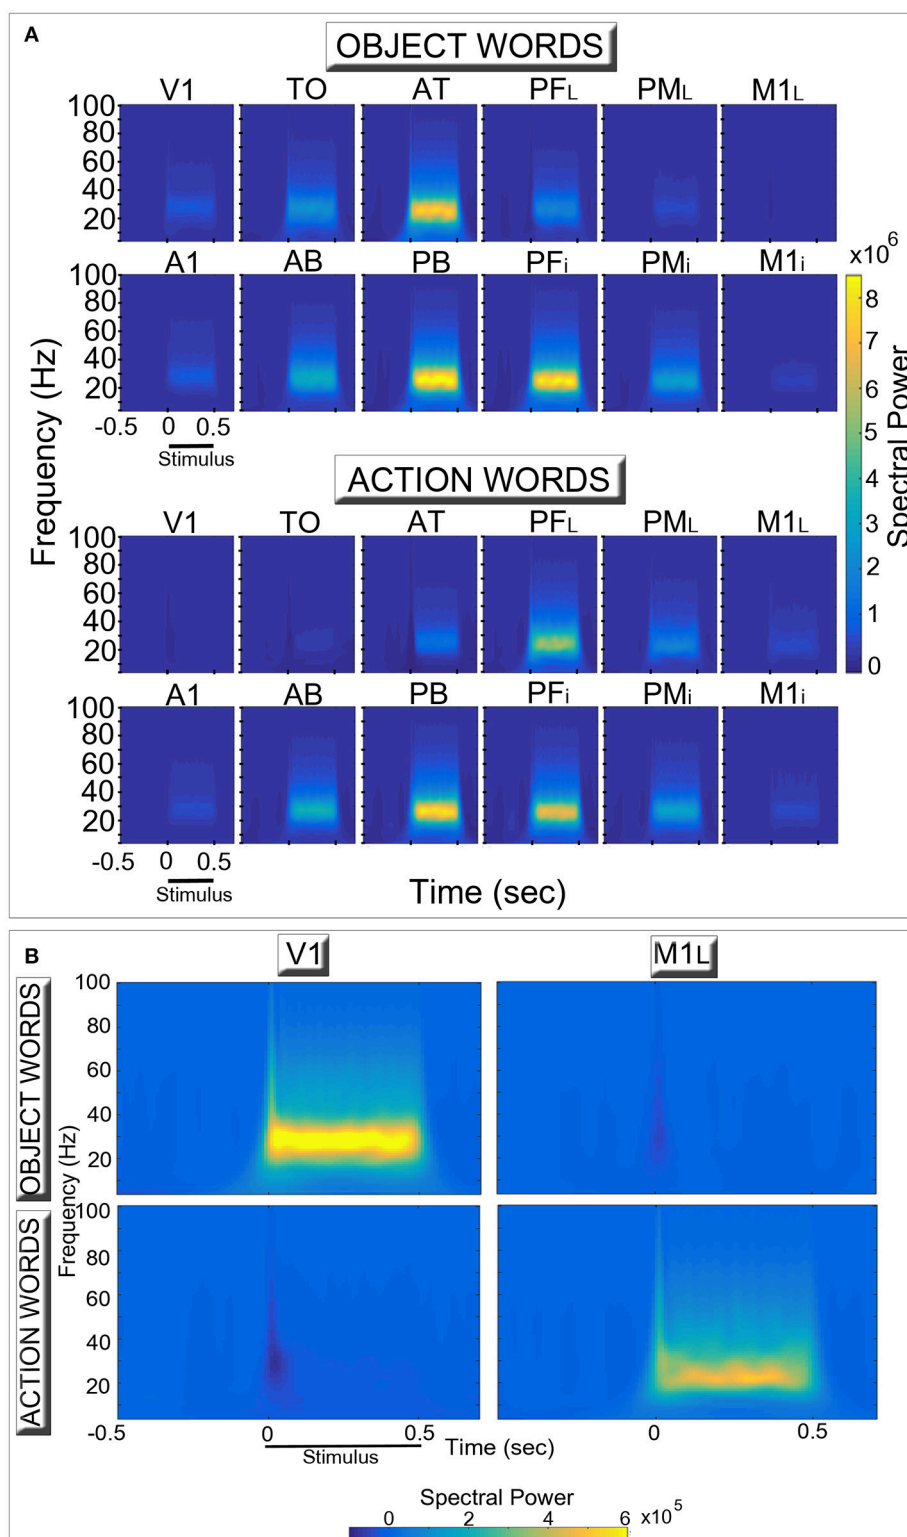 A
OBJECT WORDS
V1 TO AT PFL PML M1L
100
80
60
40
20
A1 AB PB PFi PMi M1i
100
80
60
40
20
-0.5 0 0.5
Stimulus
x10^6
8
7
6
5
4
3
2
1
0
Spectral Power
Frequency (Hz)
ACTION WORDS
V1 TO AT PFL PML M1L
100
80
60
40
20
A1 AB PB PFi PMi M1i
100
80
60
40
20
-0.5 0 0.5
Stimulus
Time (sec)
B
V1 M1L
OBJECT WORDS
100
80
60
40
20
Frequency (Hz)
ACTION WORDS
100
80
60
40
20
-0.5 0 0.5 Time (sec) 0 0.5
Stimulus
Spectral Power
0 2 4 6 x10^5